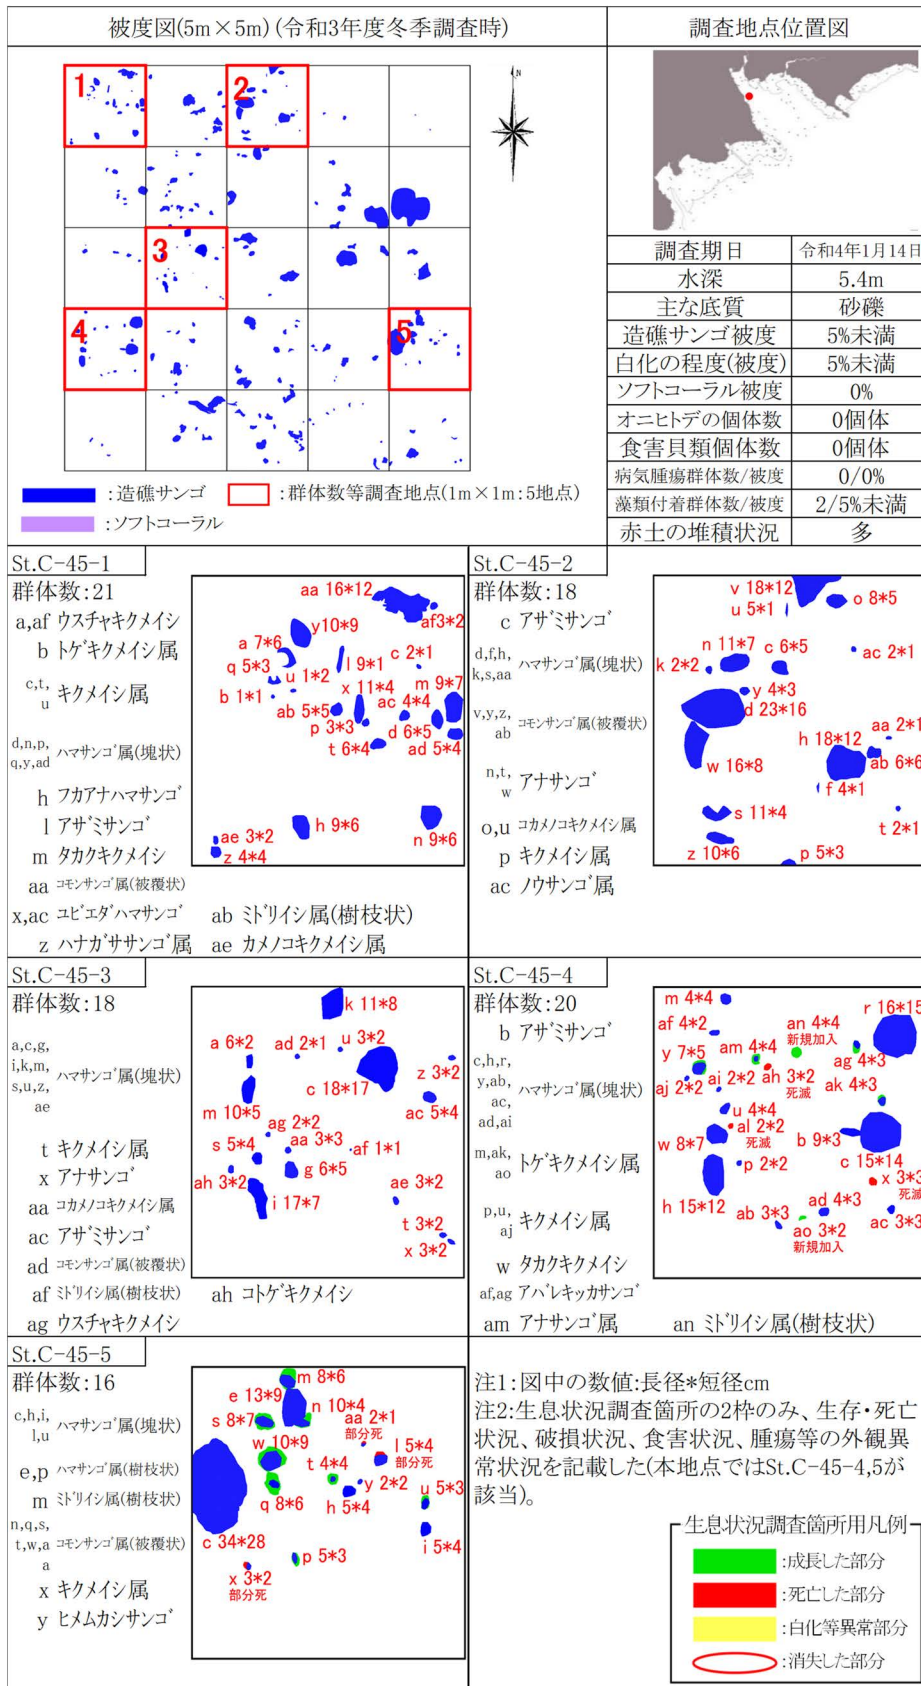 被度図(5m×5m) (令和3年度冬季調査時)
調査地点位置図
1
2
3
4
5
N
:造礁サンゴ
:群体数等調査地点(1m×1m:5地点)
:ソフトコーラル
調査期日 令和4年1月14日
水深 5.4m
主な底質 砂礫
造礁サンゴ被度 5%未満
白化の程度(被度) 5%未満
ソフトコーラル被度 0%
オニヒトデの個体数 0個体
食害貝類個体数 0個体
病気腫瘍群体数/被度 0/0%
藻類付着群体数/被度 2/5%未満
赤土の堆積状況 多
St.C-45-1
群体数:21
a,af ウスチャキクメイシ
b トゲキクメイシ属
c,t,
u キクメイシ属
d,n,p,
q,y,ad ハマサンゴ属(塊状)
h フカアナハマサンゴ
l アザミサンゴ
m タカクキクメイシ
aa コモンサンゴ属(被覆状)
x,ac ユビエダハマサンゴ
z ハナガササンゴ属
ab ミドリイシ属(樹枝状)
ae カメノコキクメイシ属
aa 16*12
af3*2
y10*9
a 7*6
q 5*3
l 9*1
c 2*1
u 1*2
x 11*4
m 9*7
b 1*1
ab 5*5
ac 4*4
p 3*3
d 6*5
t 6*4
ad 5*4
ae 3*2
h 9*6
n 9*6
z 4*4
St.C-45-2
群体数:18
c アザミサンゴ
d,f,h,
k,s,aa ハマサンゴ属(塊状)
v,y,z,
ab コモンサンゴ属(被覆状)
n,t,
w アナサンゴ
o,u コカメノコキクメイシ属
p キクメイシ属
ac ノウサンゴ属
v 18*12
u 5*1
o 8*5
n 11*7
c 6*5
ac 2*1
k 2*2
y 4*3
d 23*16
aa 2*1
h 18*12
w 16*8
ab 6*6
f 4*1
s 11*4
t 2*1
z 10*6
p 5*3
St.C-45-3
群体数:18
a,c,g,
i,k,m,
s,u,z,
ae
ハマサンゴ属(塊状)
t キクメイシ属
x アナサンゴ
aa コカメノコキクメイシ属
ac アザミサンゴ
ad コモンサンゴ属(被覆状)
af ミドリイシ属(樹枝状)
ag ウスチャキクメイシ
ah コトゲキクメイシ
k 11*8
a 6*2
ad 2*1
u 3*2
z 3*2
c 18*17
m 10*5
ac 5*4
ag 2*2
s 5*4
aa 3*3
af 1*1
ah 3*2
g 6*5
i 17*7
ae 3*2
t 3*2
x 3*2
St.C-45-4
群体数:20
b アザミサンゴ
c,h,r,
y,ab,
ac,
ad,ai
ハマサンゴ属(塊状)
m,ak,
ao トゲキクメイシ属
p,u,
aj キクメイシ属
w タカクキクメイシ
af,ag アバレキッカサンゴ
am アナサンゴ属
an ミドリイシ属(樹枝状)
m 4*4
r 16*15
af 4*2
an 4*4
新規加入
y 7*5
am 4*4
ag 4*3
aj 2*2
ai 2*2
ah 3*2
死滅
ak 4*3
u 4*4
al 2*2
死滅
w 8*7
b 9*3
p 2*2
c 15*14
x 3*3
死滅
h 15*12
ab 3*3
ad 4*3
ac 3*3
ao 3*2
新規加入
St.C-45-5
群体数:16
c,h,i,
l,u ハマサンゴ属(塊状)
e,p ハマサンゴ属(樹枝状)
m ミドリイシ属(樹枝状)
n,q,s,
t,w,a
a
コモンサンゴ属(被覆状)
x キクメイシ属
y ヒメムカシサンゴ
m 8*6
e 13*9
n 10*4
s 8*7
aa 2*1
部分死
w 10*9
l 5*4
部分死
t 4*4
y 2*2
u 5*3
q 8*6
h 5*4
c 34*28
i 5*4
x 3*2
部分死
p 5*3
注1:図中の数値:長径*短径cm
注2:生息状況調査箇所の2枠のみ、生存・死亡
状況、破損状況、食害状況、腫瘍等の外観異
常状況を記載した(本地点ではSt.C-45-4,5が
該当)。
生息状況調査箇所用凡例
:成長した部分
:死亡した部分
:白化等異常部分
:消失した部分